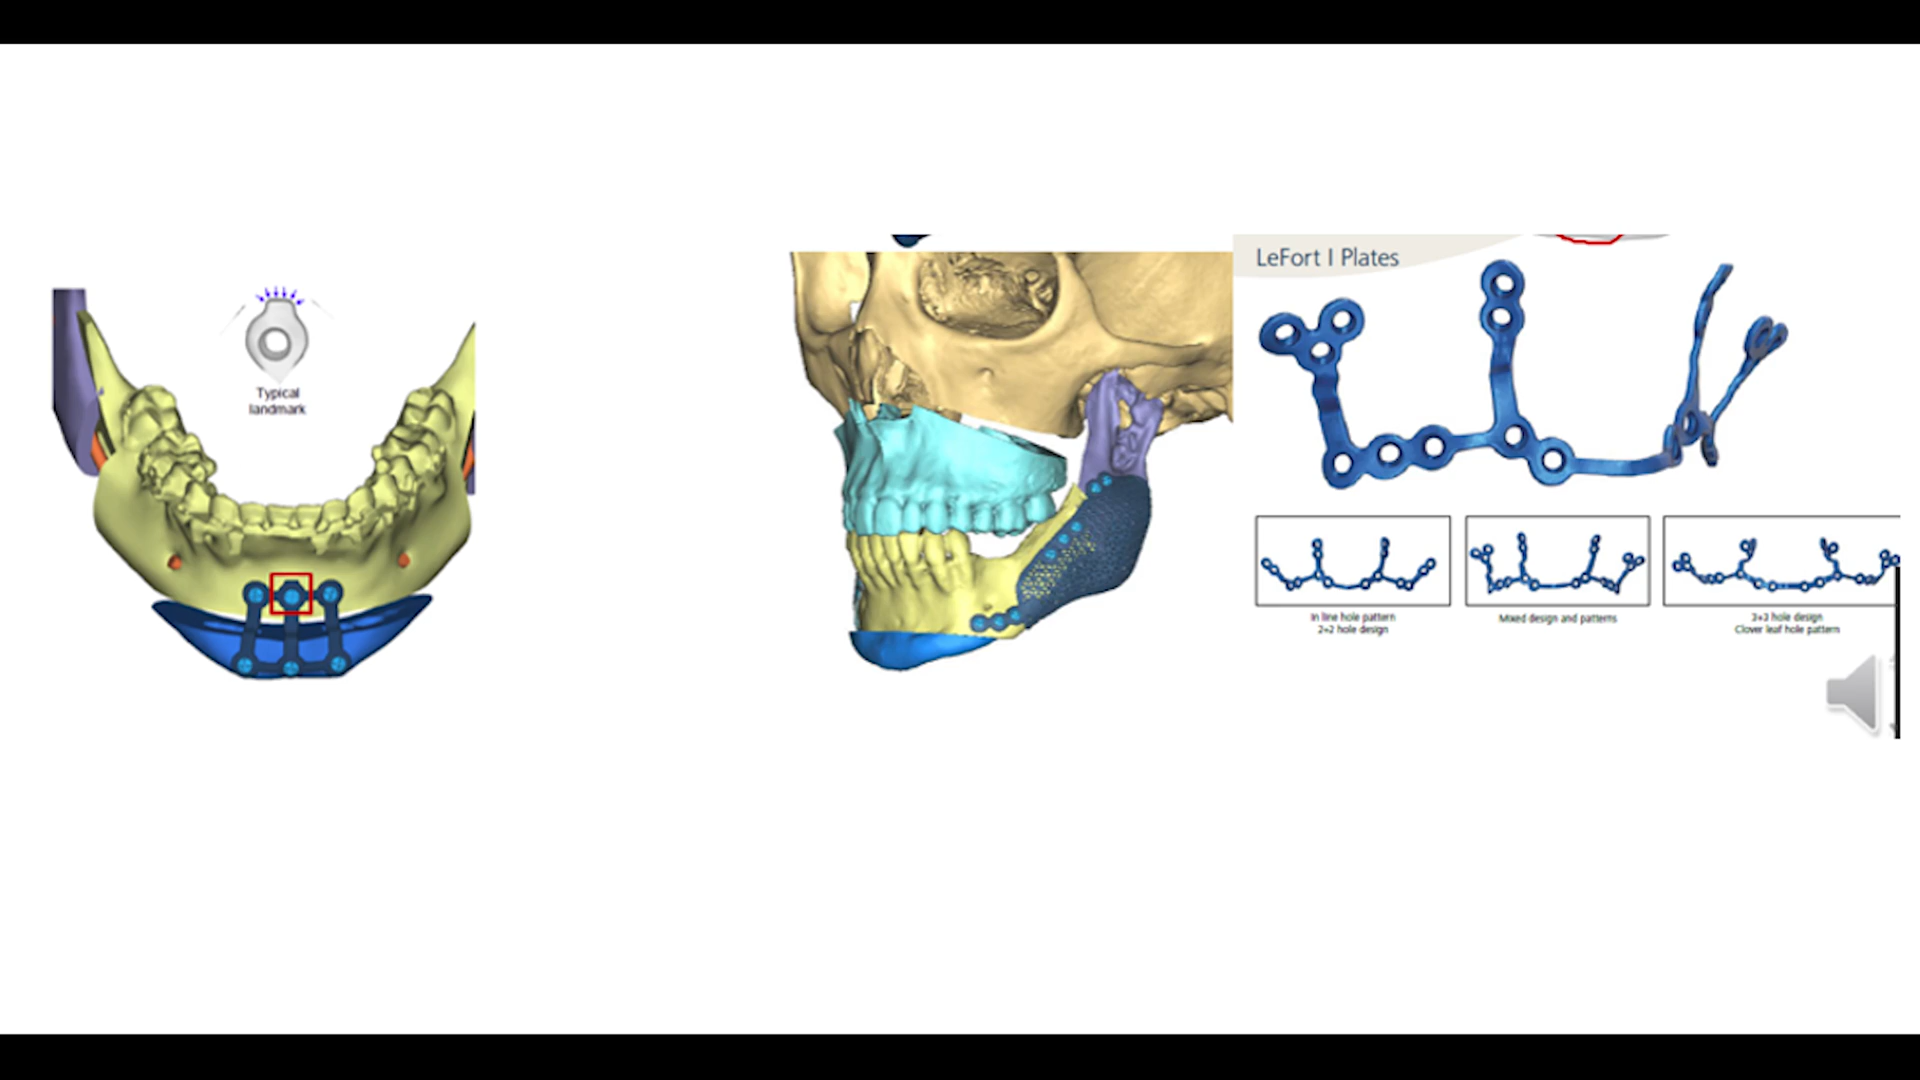 LeFort I Plates
Typical
landmark
In line hole pattern
2+2 hole design
Mixed design and patterns
3+3 hole design
Clover leaf hole pattern